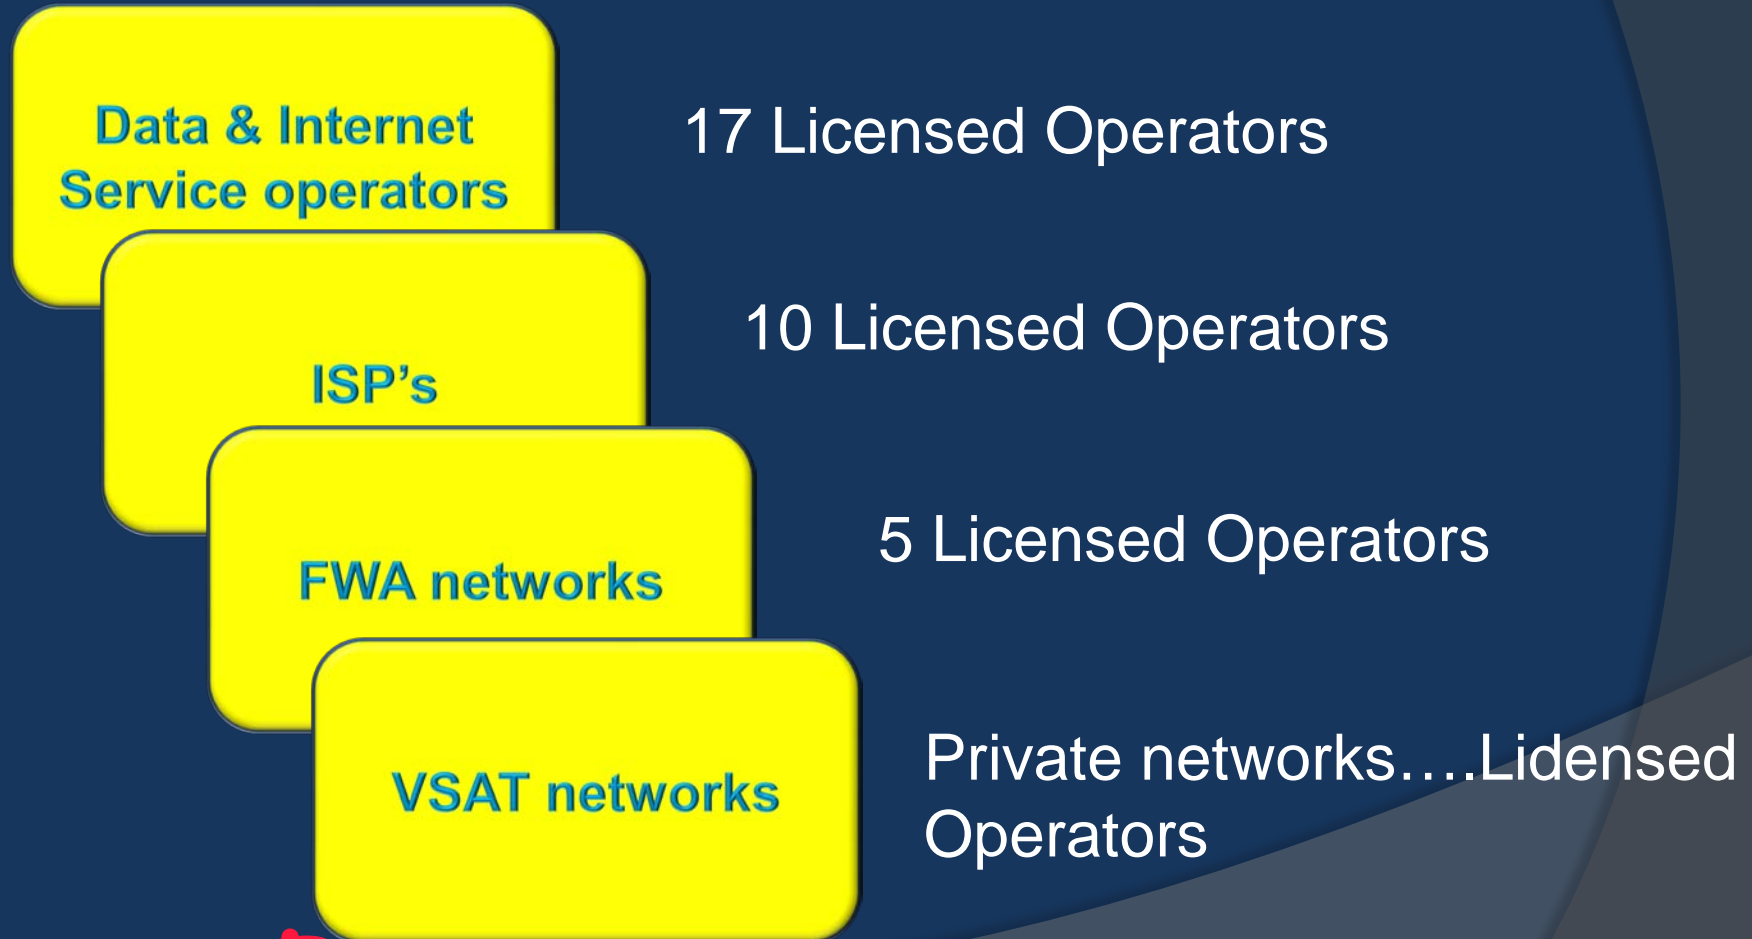 Data & Internet
Service operators
17 Licensed Operators
ISP’s
10 Licensed Operators
FWA networks
5 Licensed Operators
VSAT networks
Private networks….Lidensed
Operators